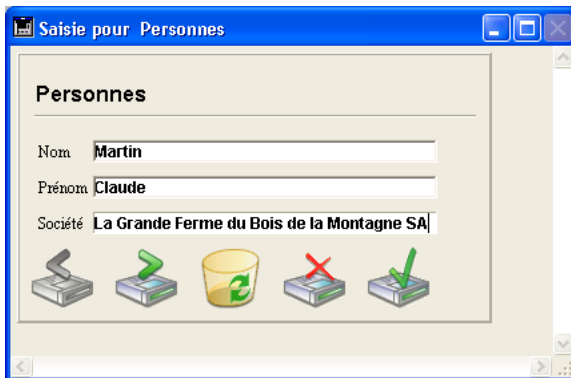 Saisie pour Personnes
Personnes
Nom Martin
Prénom Claude
Société La Grande Ferme du Bois de la Montagne SA